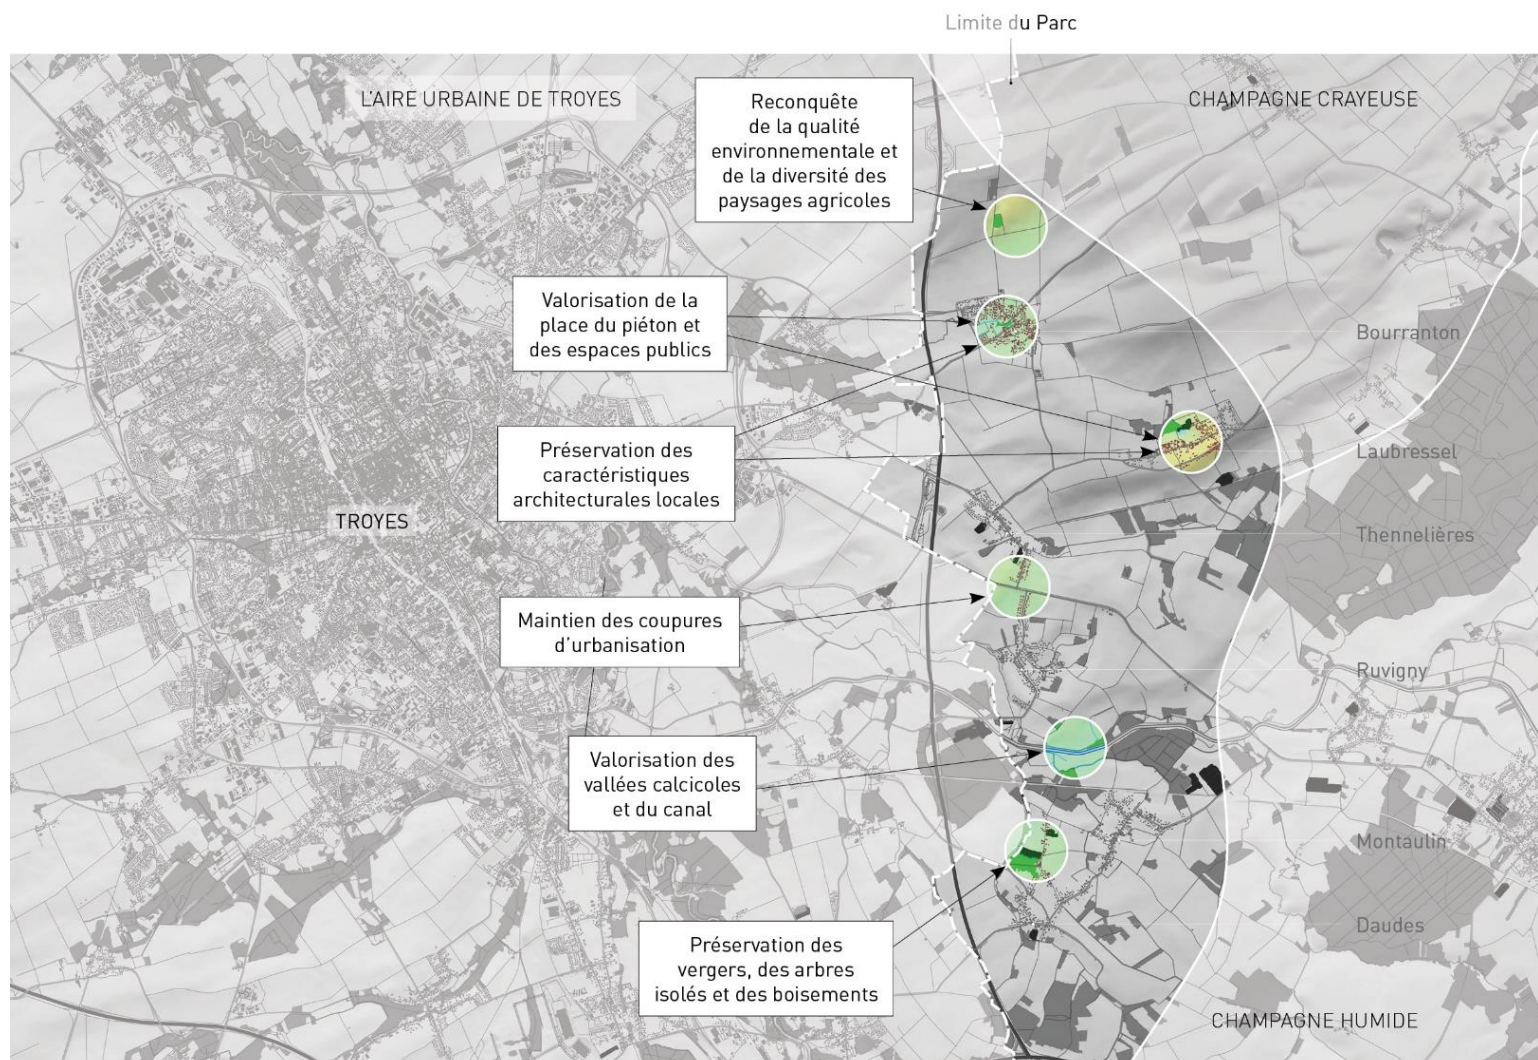 Limite du Parc
L'AIRE URBAINE DE TROYES
CHAMPAGNE CRAYEUSE
Reconquête
de la qualité
environnementale et
de la diversité des
paysages agricoles
Valorisation de la
place du piéton et
des espaces publics
Bourranton
Préservation des
caractéristiques
architecturales locales
Laubressel
TROYES
Thennelières
Maintien des coupures
d'urbanisation
Ruvigny
Valorisation des
vallées calcicoles
et du canal
Montaulin
Daudes
Préservation des
vergers, des arbres
isolés et des boisements
CHAMPAGNE HUMIDE